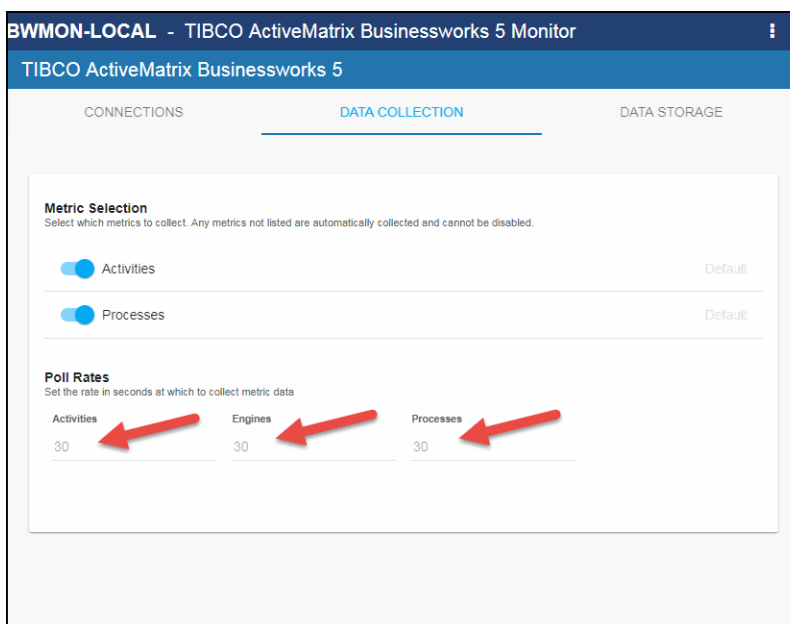 BWMON-LOCAL - TIBCO ActiveMatrix Businessworks 5 Monitor
TIBCO ActiveMatrix Businessworks 5
CONNECTIONS DATA COLLECTION DATA STORAGE
Metric Selection
Select which metrics to collect. Any metrics not listed are automatically collected and cannot be disabled.
Activities Default
Processes Default
Poll Rates
Set the rate in seconds at which to collect metric data
Activities Engines Processes
30 30 30